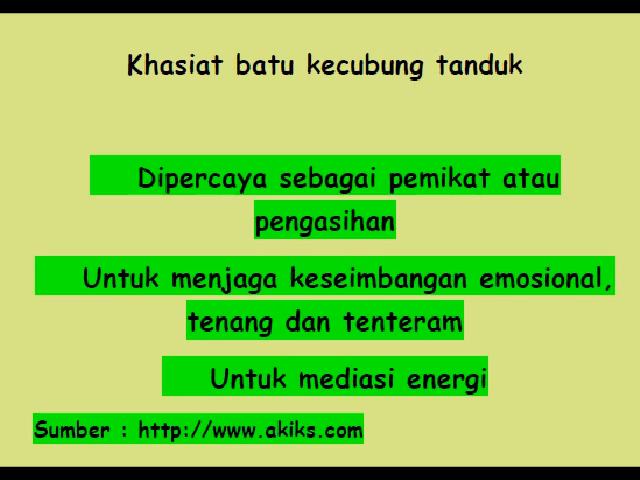 Khasiat batu kecubung tanduk
Dipercaya sebagai pemikat atau
pengasihan
Untuk menjaga keseimbangan emosional,
tenang dan tenteram
Untuk mediasi energi
Sumber : http://www.akiks.com